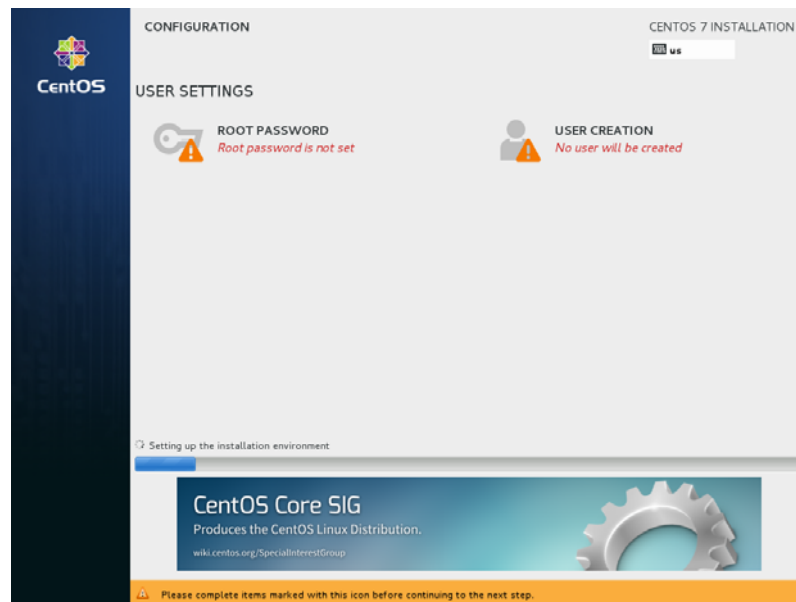 CONFIGURATION
CENTOS 7 INSTALLATION
us
CentOS
USER SETTINGS
ROOT PASSWORD
Root password is not set
USER CREATION
No user will be created
Setting up the installation environment
CentOS Core SIG
Produces the CentOS Linux Distribution.
wiki.centos.org/SpecialInterestGroup
Please complete items marked with this icon before continuing to the next step.